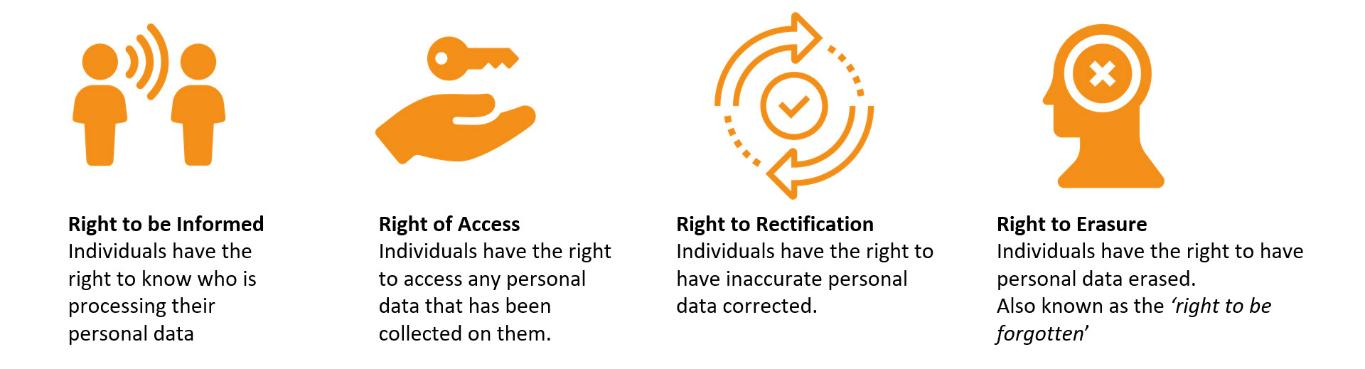 Right to be Informed
Individuals have the
right to know who is
processing their
personal data
Right of Access
Individuals have the right
to access any personal
data that has been
collected on them.
Right to Rectification
Individuals have the right to
have inaccurate personal
data corrected.
Right to Erasure
Individuals have the right to have
personal data erased.
Also known as the ‘right to be
forgotten’